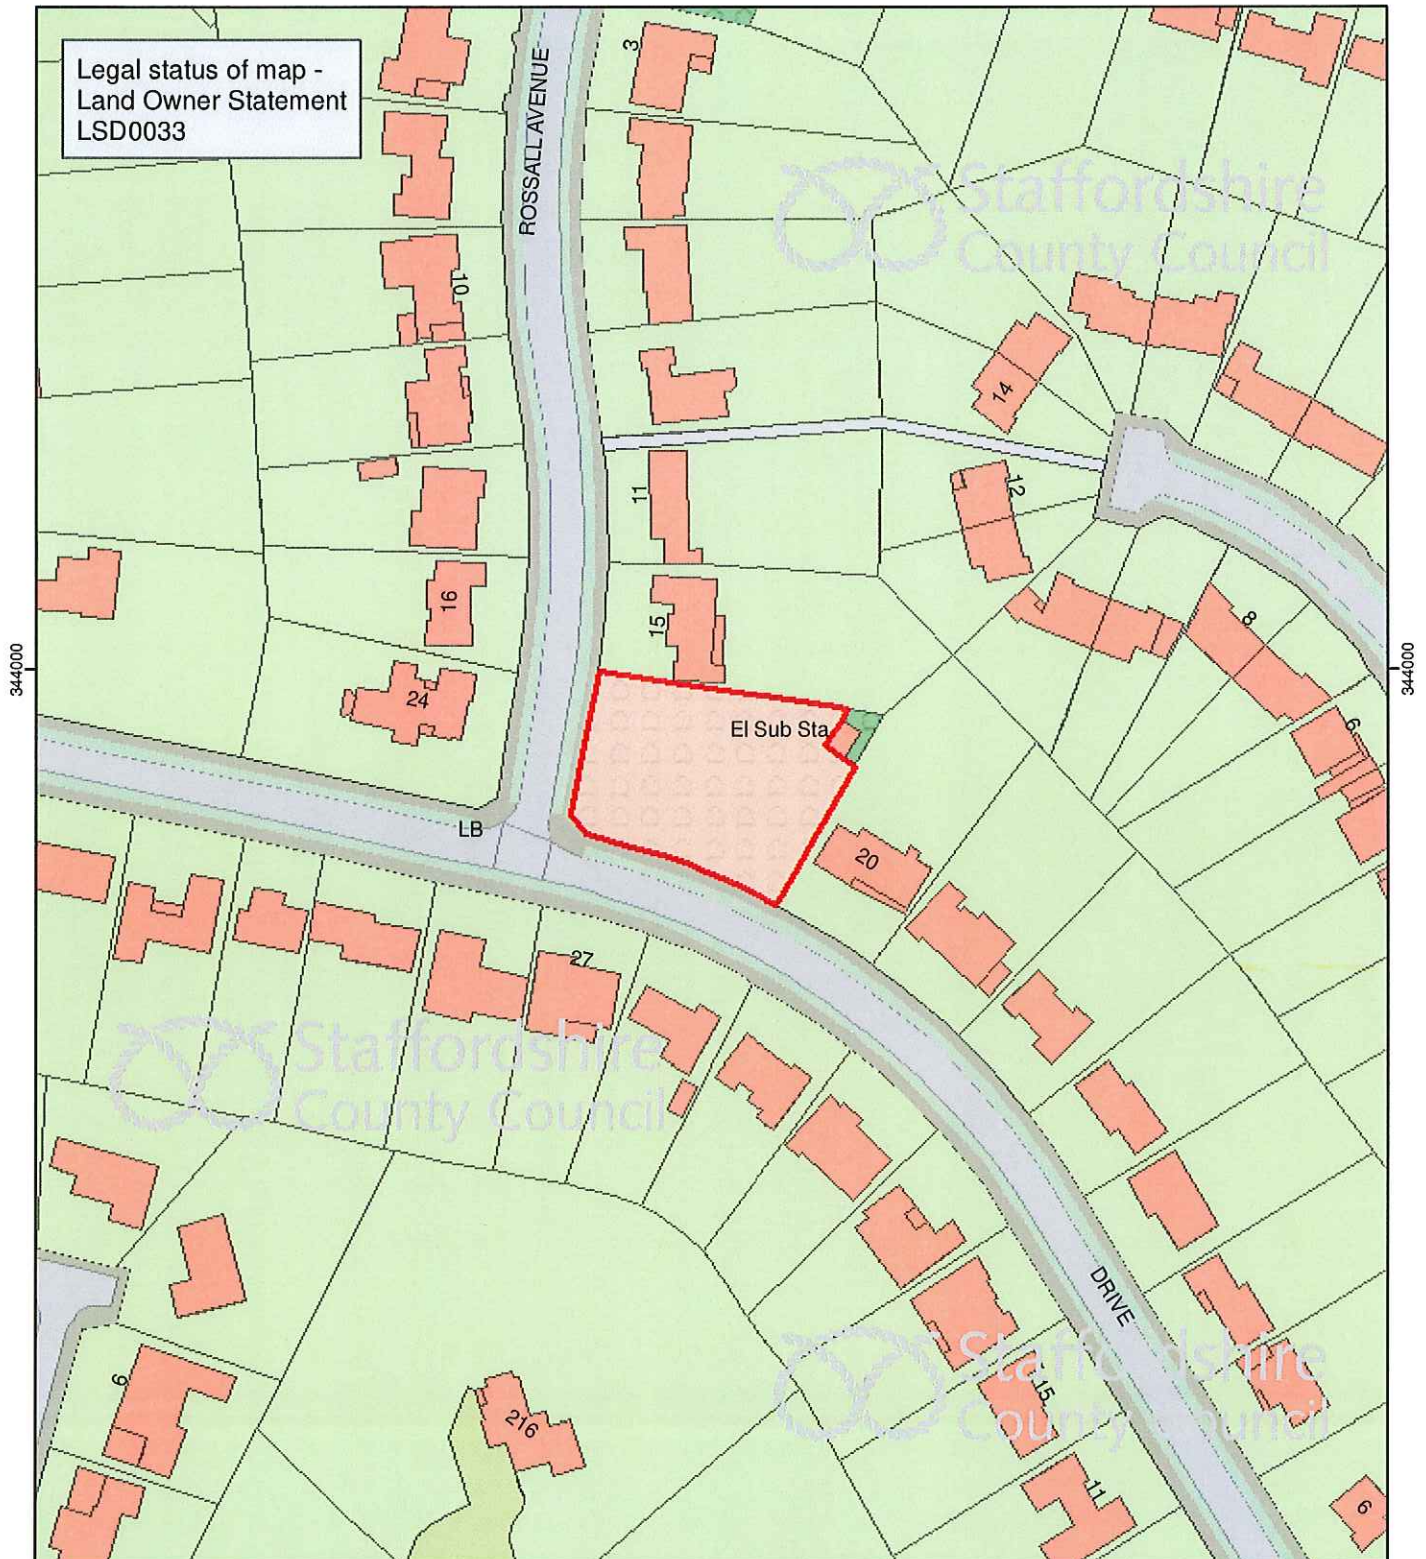 Legal status of map -
Land Owner Statement
LSD0033
ROSSALL AVENUE
3
Staffordshire
County Council
10
14
11
12
16
15
8
344000
344000
24
El Sub Sta
6
LB
20
27
Staffordshire
County Council
DRIVE
Staffordshire
County Council
6
216
15
11
6